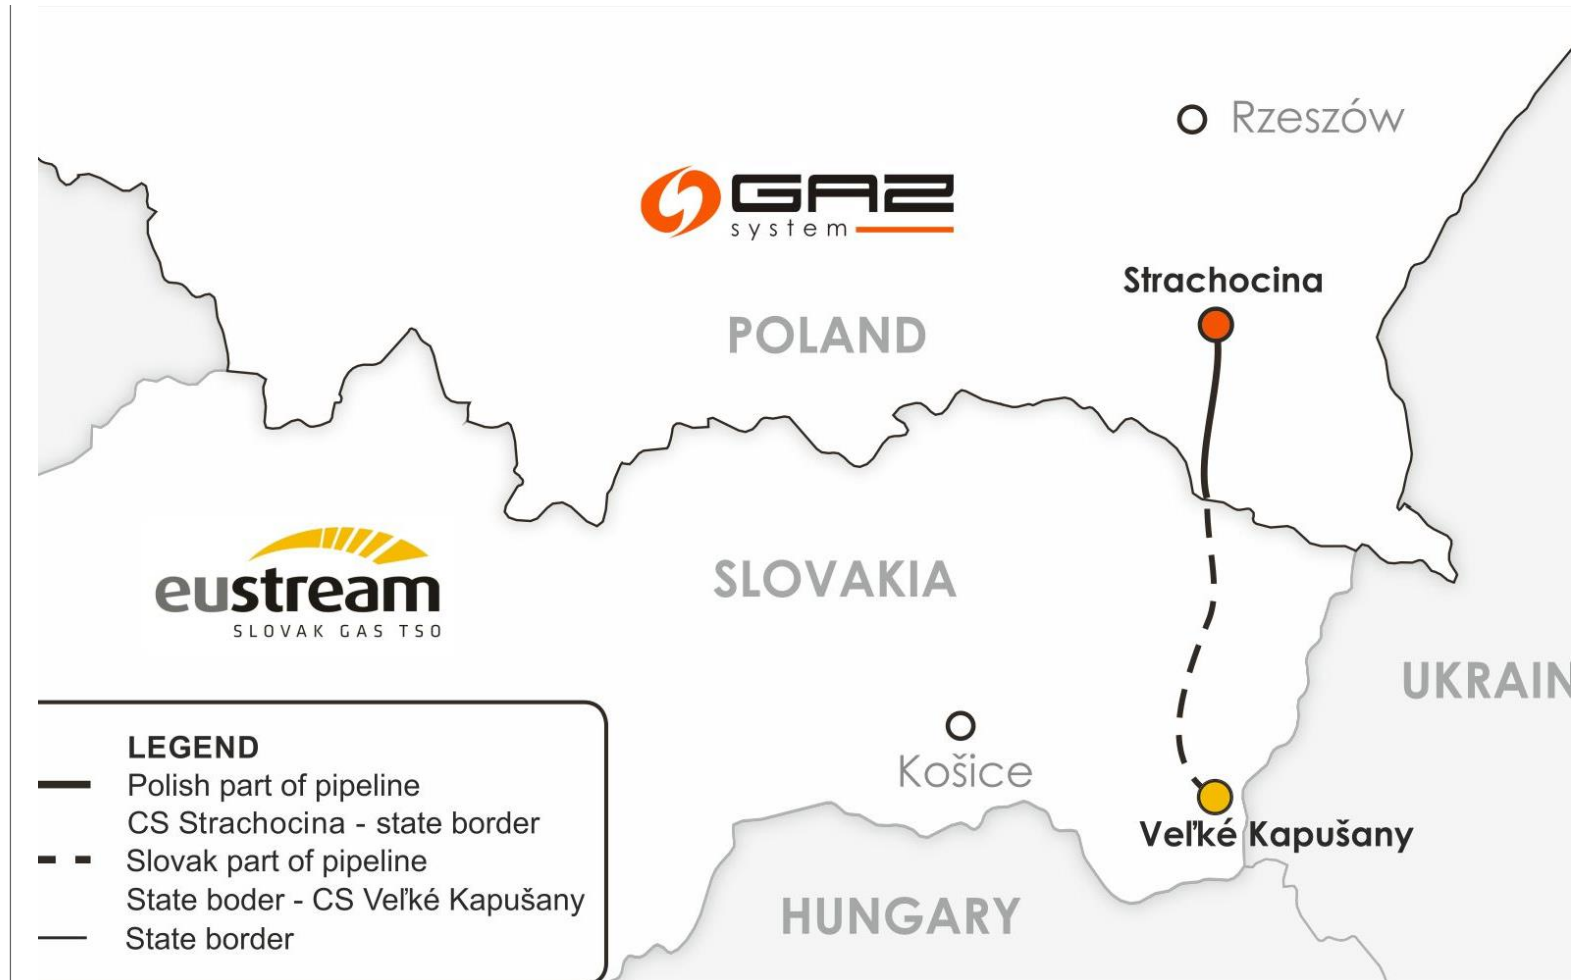 Rzeszów
GAZ
system
Strachocina
POLAND
eustream
SLOVAK GAS TSO
SLOVAKIA
UKRAIN
Košice
Veľké Kapušany
HUNGARY
LEGEND
Polish part of pipeline
CS Strachocina - state border
Slovak part of pipeline
State boder - CS Veľké Kapušany
State border